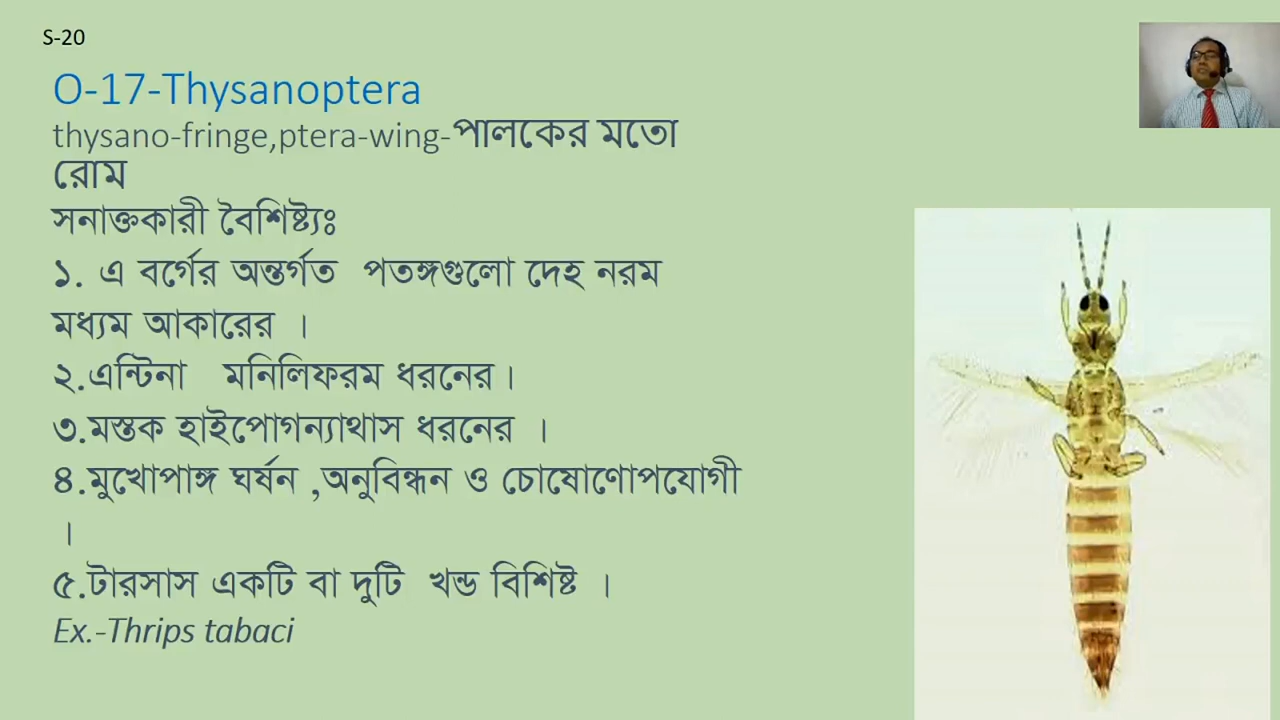 S-20
O-17-Thysanoptera
thysano-fringe,ptera-wing-পালকের মতো
রোম
সনাক্তকারী বৈশিষ্ট্যঃ
১. এ বর্গের অন্তর্গত পতঙ্গগুলো দেহ নরম
মধ্যম আকারের ।
২.এন্টিনা মনিলিফরম ধরনের।
৩.মস্তক হাইপোগন্যাথাস ধরনের ।
৪.মুখোপাঙ্গ ঘর্ষন ,অনুবিন্ধন ও চোষোণোপযোগী
।
৫.টারসাস একটি বা দুটি খন্ড বিশিষ্ট ।
Ex.-Thrips tabaci